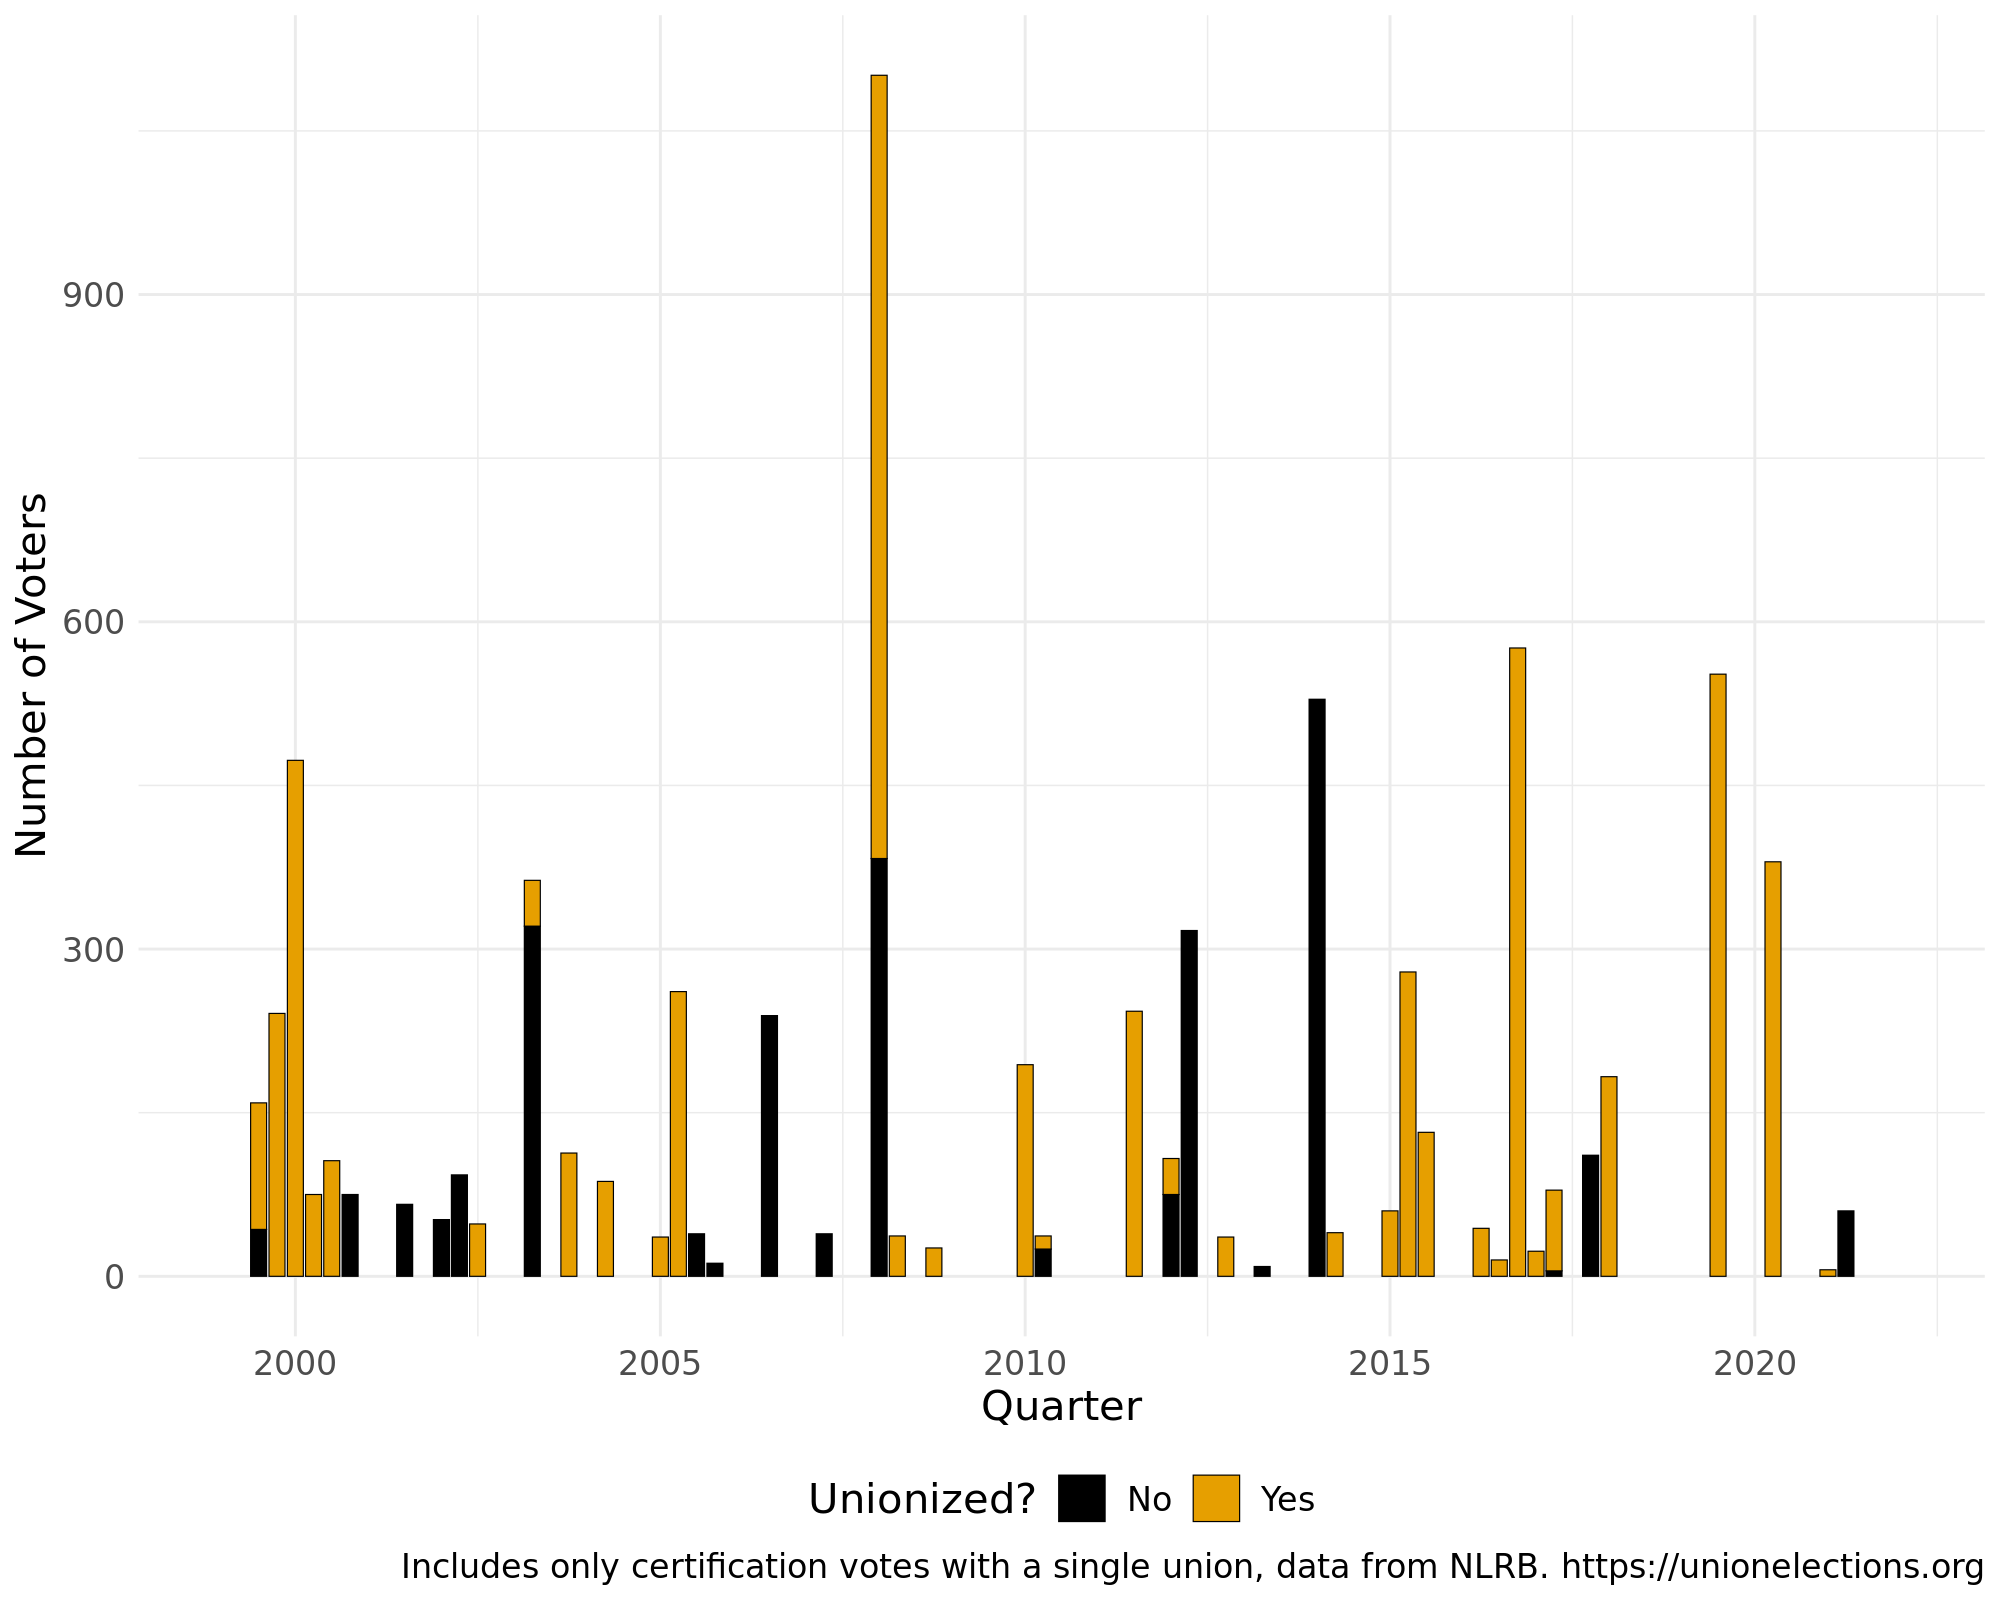 Number of Voters
900
600
300
0
2000 2005 2010 2015 2020
Quarter
Unionized? No Yes
Includes only certification votes with a single union, data from NLRB. https://unionelections.org